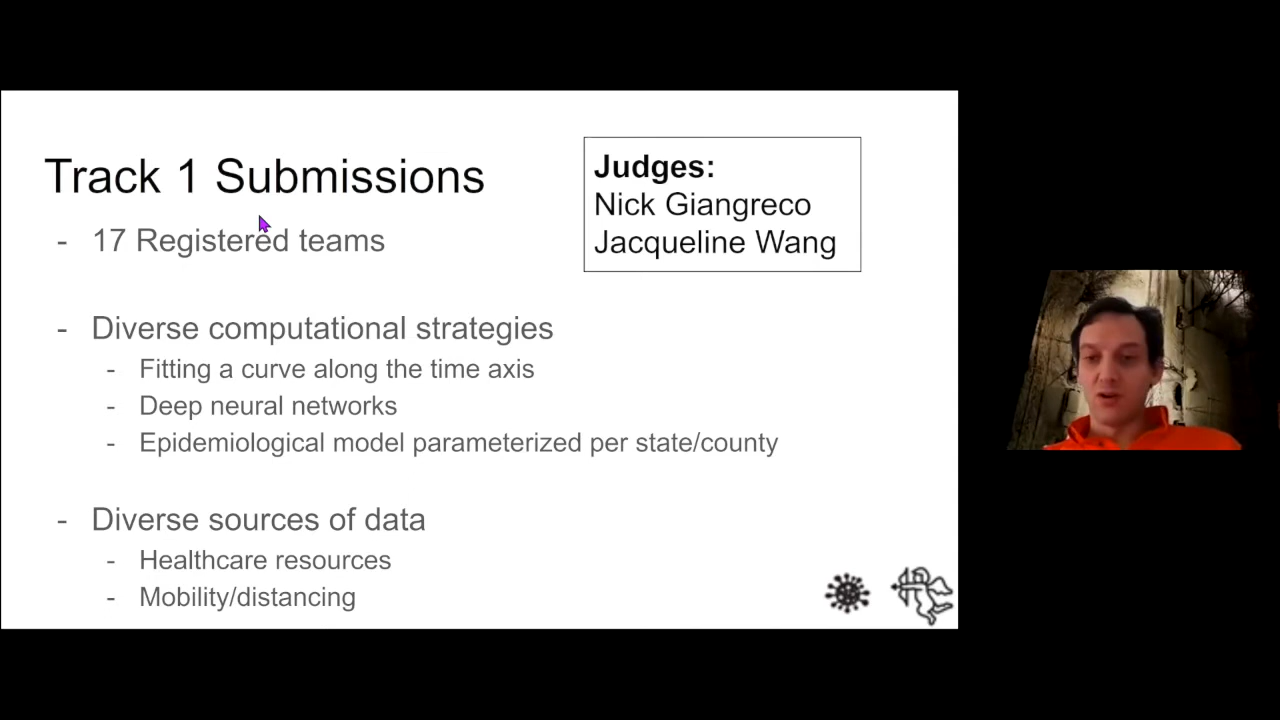 Track 1 Submissions
Judges:
Nick Giangreco
Jacqueline Wang
- 17 Registered teams
- Diverse computational strategies
- Fitting a curve along the time axis
- Deep neural networks
- Epidemiological model parameterized per state/county
- Diverse sources of data
- Healthcare resources
- Mobility/distancing